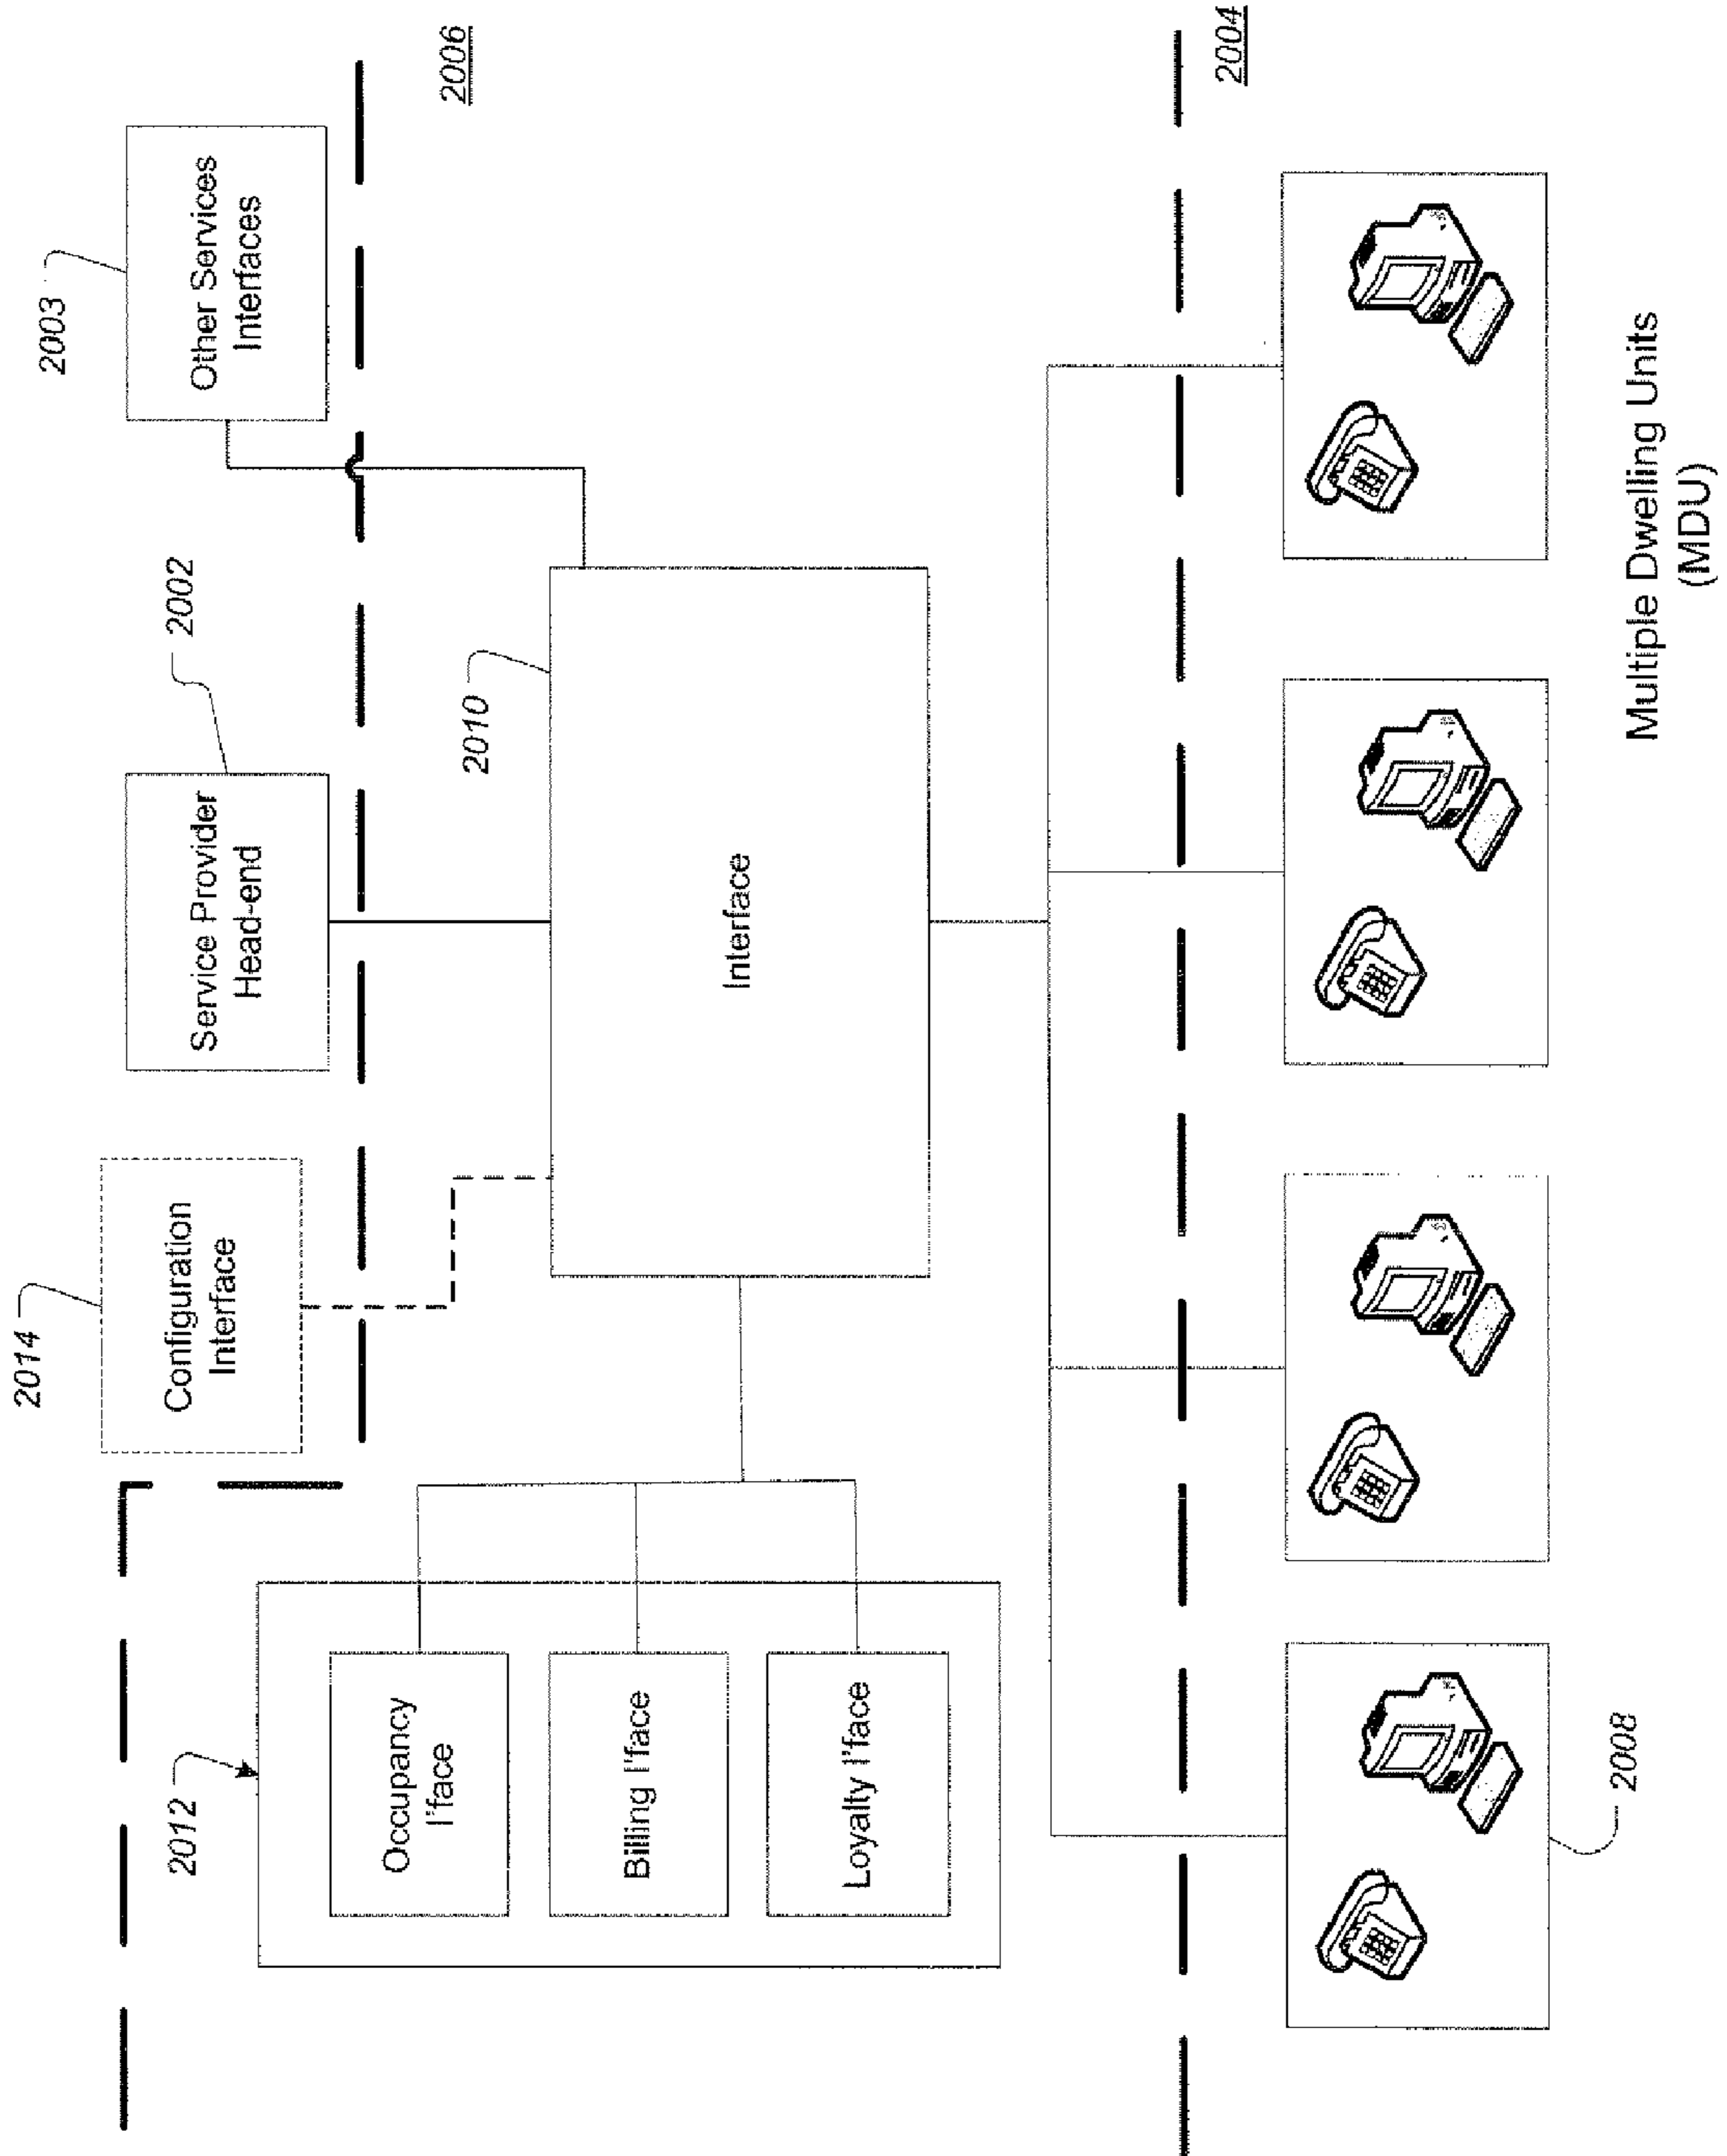 2014
Configuration
Interface
2002
Service Provider
Head-end
2003
Other Services
Interfaces
2006
2012
Occupancy
I'face
Billing I'face
Loyalty I'face
2010
Interface
2004
2008
Multiple Dwelling Units
(MDU)